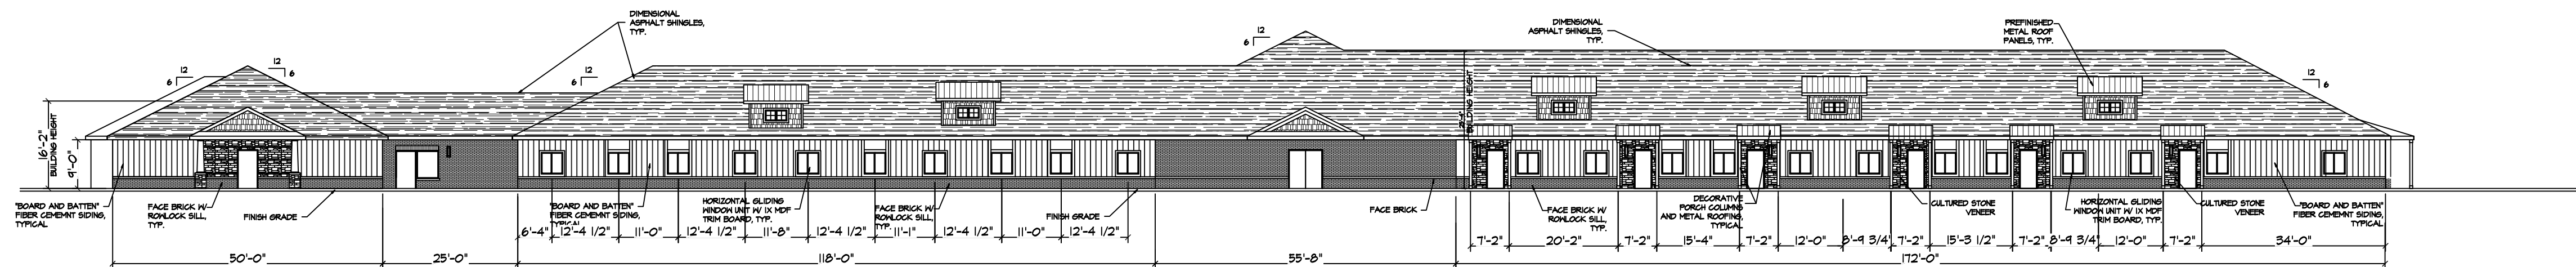 DIMENSIONAL
ASPHALT SHINGLES,
TYP.
DIMENSIONAL
ASPHALT SHINGLES,
TYP.
PREFINISHED
METAL ROOF
PANELS, TYP.
12
6
12
6
12
6
12
6
12
6
16'-2"
BUILDING HEIGHT
9'-0"
BUILDING HEIGHT
"BOARD AND BATTEN"
FIBER CEMEMNT SIDING,
TYPICAL
FACE BRICK W/
ROWLOCK SILL,
TYP.
FINISH GRADE
"BOARD AND BATTEN"
FIBER CEMEMNT SIDING,
TYPICAL
HORIZONTAL GLIDING
WINDOW UNIT W/ 1X MDF
TRIM BOARD, TYP.
FACE BRICK W/
ROWLOCK SILL,
TYP.
FINISH GRADE
FACE BRICK
FACE BRICK W/
ROWLOCK SILL,
TYP.
DECORATIVE
PORCH COLUMNS
AND METAL ROOFING,
TYPICAL
CULTURED STONE
VENEER
HORIZONTAL GLIDING
WINDOW UNIT W/ 1X MDF
TRIM BOARD, TYP.
CULTURED STONE
VENEER
"BOARD AND BATTEN"
FIBER CEMEMNT SIDING,
TYPICAL
6'-4" 12'-4 1/2" 11'-0" 12'-4 1/2" 11'-8" 12'-4 1/2" 11'-1" 12'-4 1/2" 11'-0" 12'-4 1/2"
7'-2" 20'-2" 7'-2" 15'-4" 7'-2" 12'-0" 8'-9 3/4" 7'-2" 15'-3 1/2" 7'-2" 8'-9 3/4" 12'-0" 7'-2" 34'-0"
50'-0" 25'-0" 118'-0" 55'-8" 172'-0"